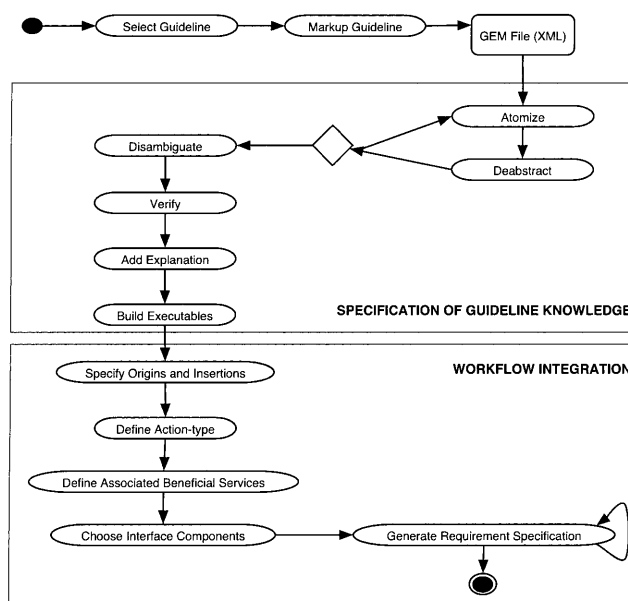 Select Guideline
Markup Guideline
GEM File (XML)
Atomize
Disambiguate
Deabstract
Verify
Add Explanation
Build Executables
SPECIFICATION OF GUIDELINE KNOWLEDGE
Specify Origins and Insertions
WORKFLOW INTEGRATION
Define Action-type
Define Associated Beneficial Services
Choose Interface Components
Generate Requirement Specification